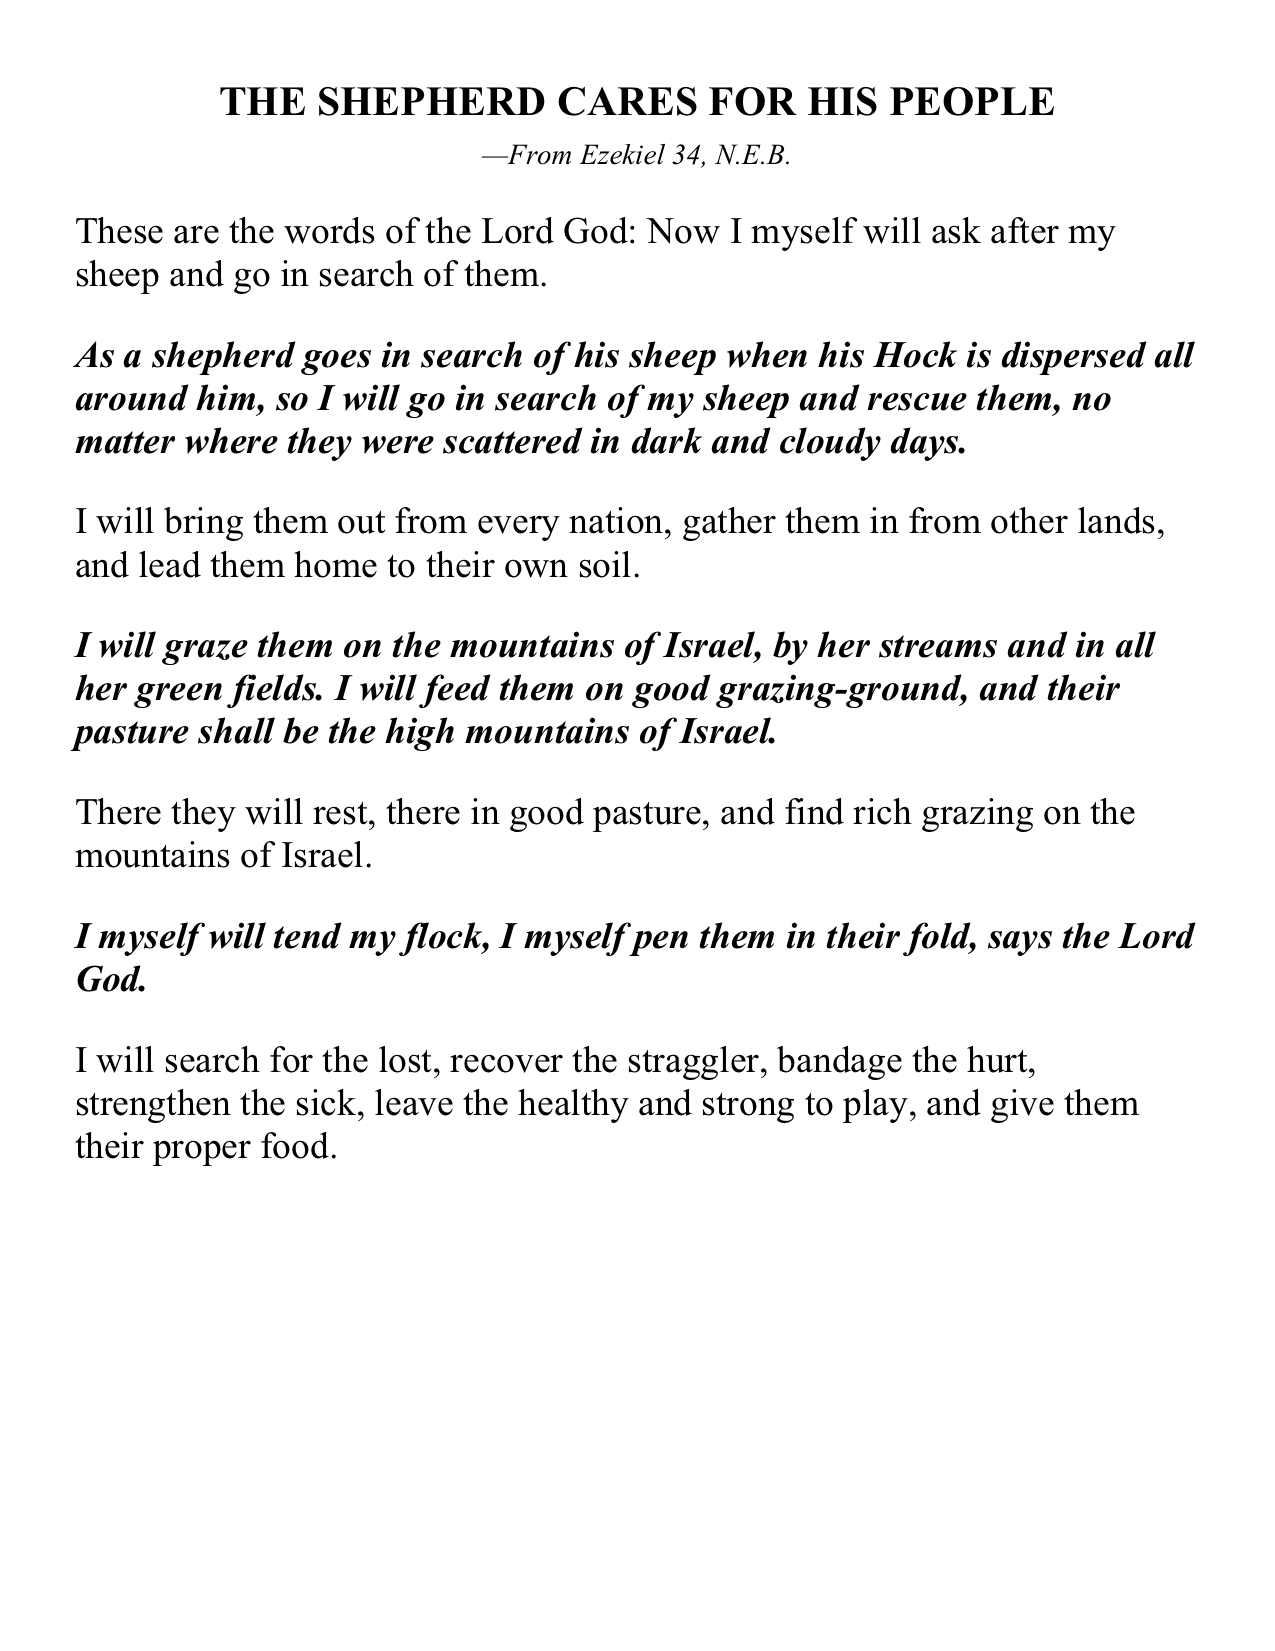 THE SHEPHERD CARES FOR HIS PEOPLE
—From Ezekiel 34, N.E.B.
These are the words of the Lord God: Now I myself will ask after my
sheep and go in search of them.
As a shepherd goes in search of his sheep when his Hock is dispersed all
around him, so I will go in search of my sheep and rescue them, no
matter where they were scattered in dark and cloudy days.
I will bring them out from every nation, gather them in from other lands,
and lead them home to their own soil.
I will graze them on the mountains of Israel, by her streams and in all
her green fields. I will feed them on good grazing-ground, and their
pasture shall be the high mountains of Israel.
There they will rest, there in good pasture, and find rich grazing on the
mountains of Israel.
I myself will tend my flock, I myself pen them in their fold, says the Lord
God.
I will search for the lost, recover the straggler, bandage the hurt,
strengthen the sick, leave the healthy and strong to play, and give them
their proper food.